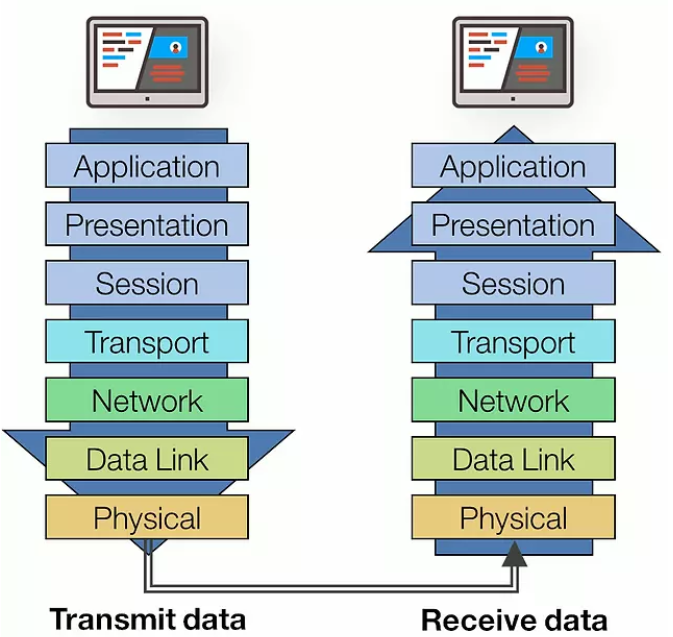 Application
Presentation
Session
Transport
Network
Data Link
Physical
Transmit data
Application
Presentation
Session
Transport
Network
Data Link
Physical
Receive data